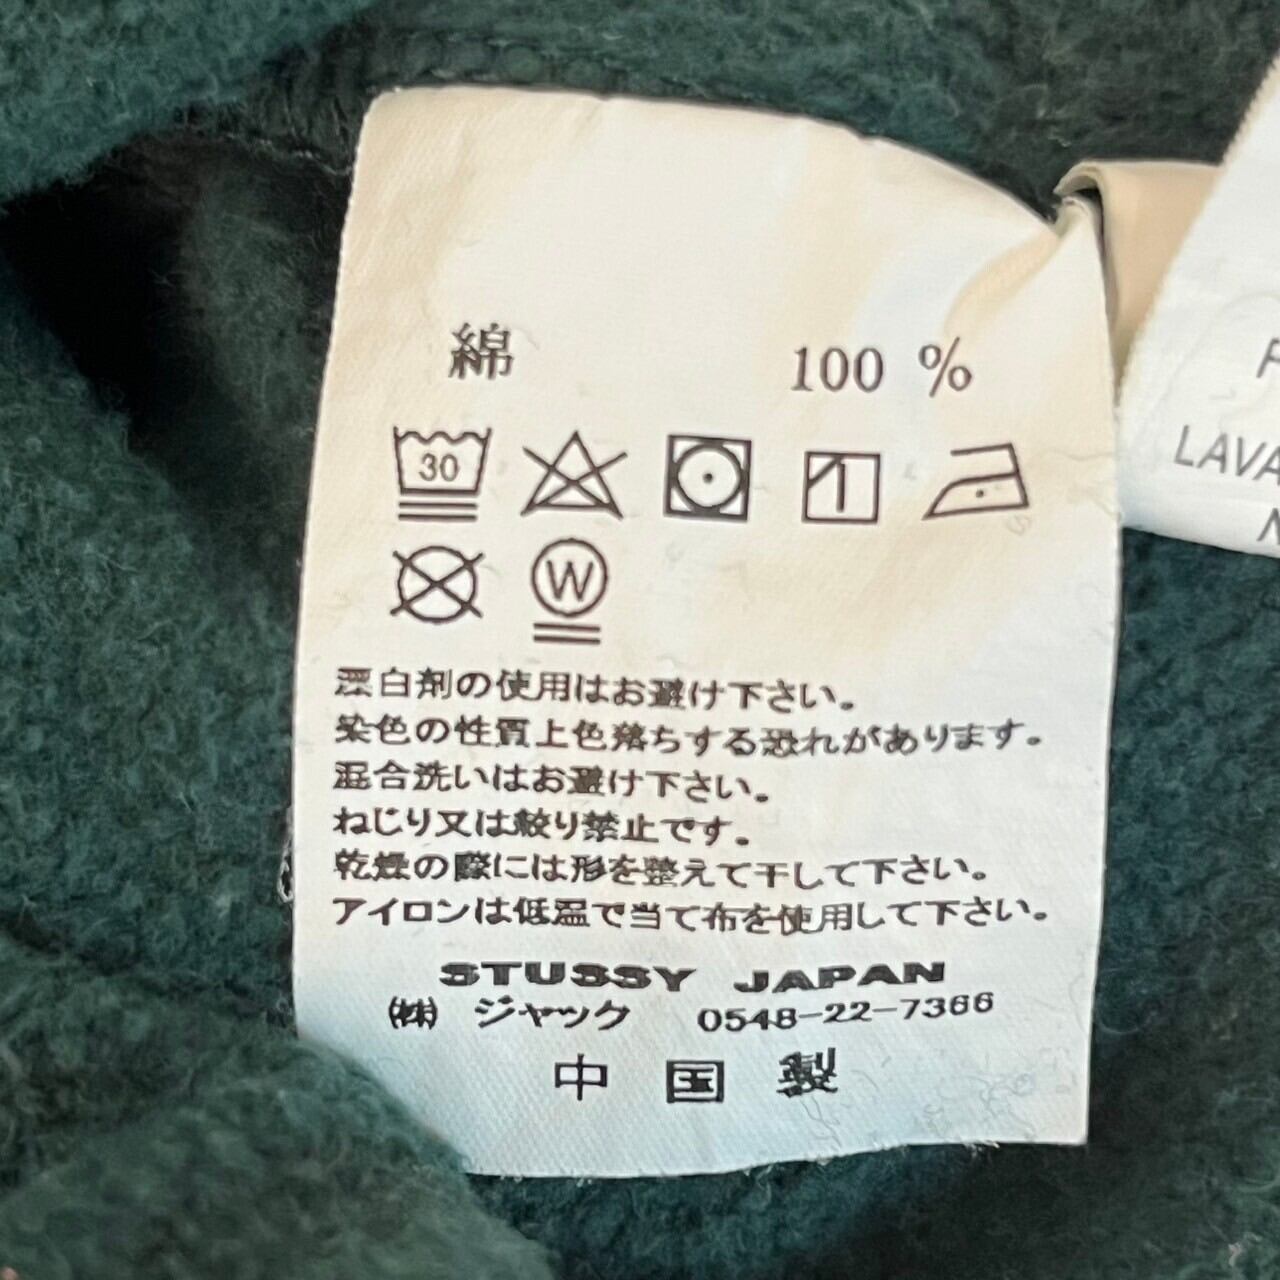 綿 100 %
30
W
漂白剤の使用はお避け下さい。
染色の性質上色落ちする恐れがあります。
混合洗いはお避け下さい。
ねじり又は絞り禁止です。
乾燥の際には形を整えて干して下さい。
アイロンは低温で当て布を使用して下さい。
STUSSY JAPAN
㈱ ジャック 0548-22-7366
中国製
LAVA
N